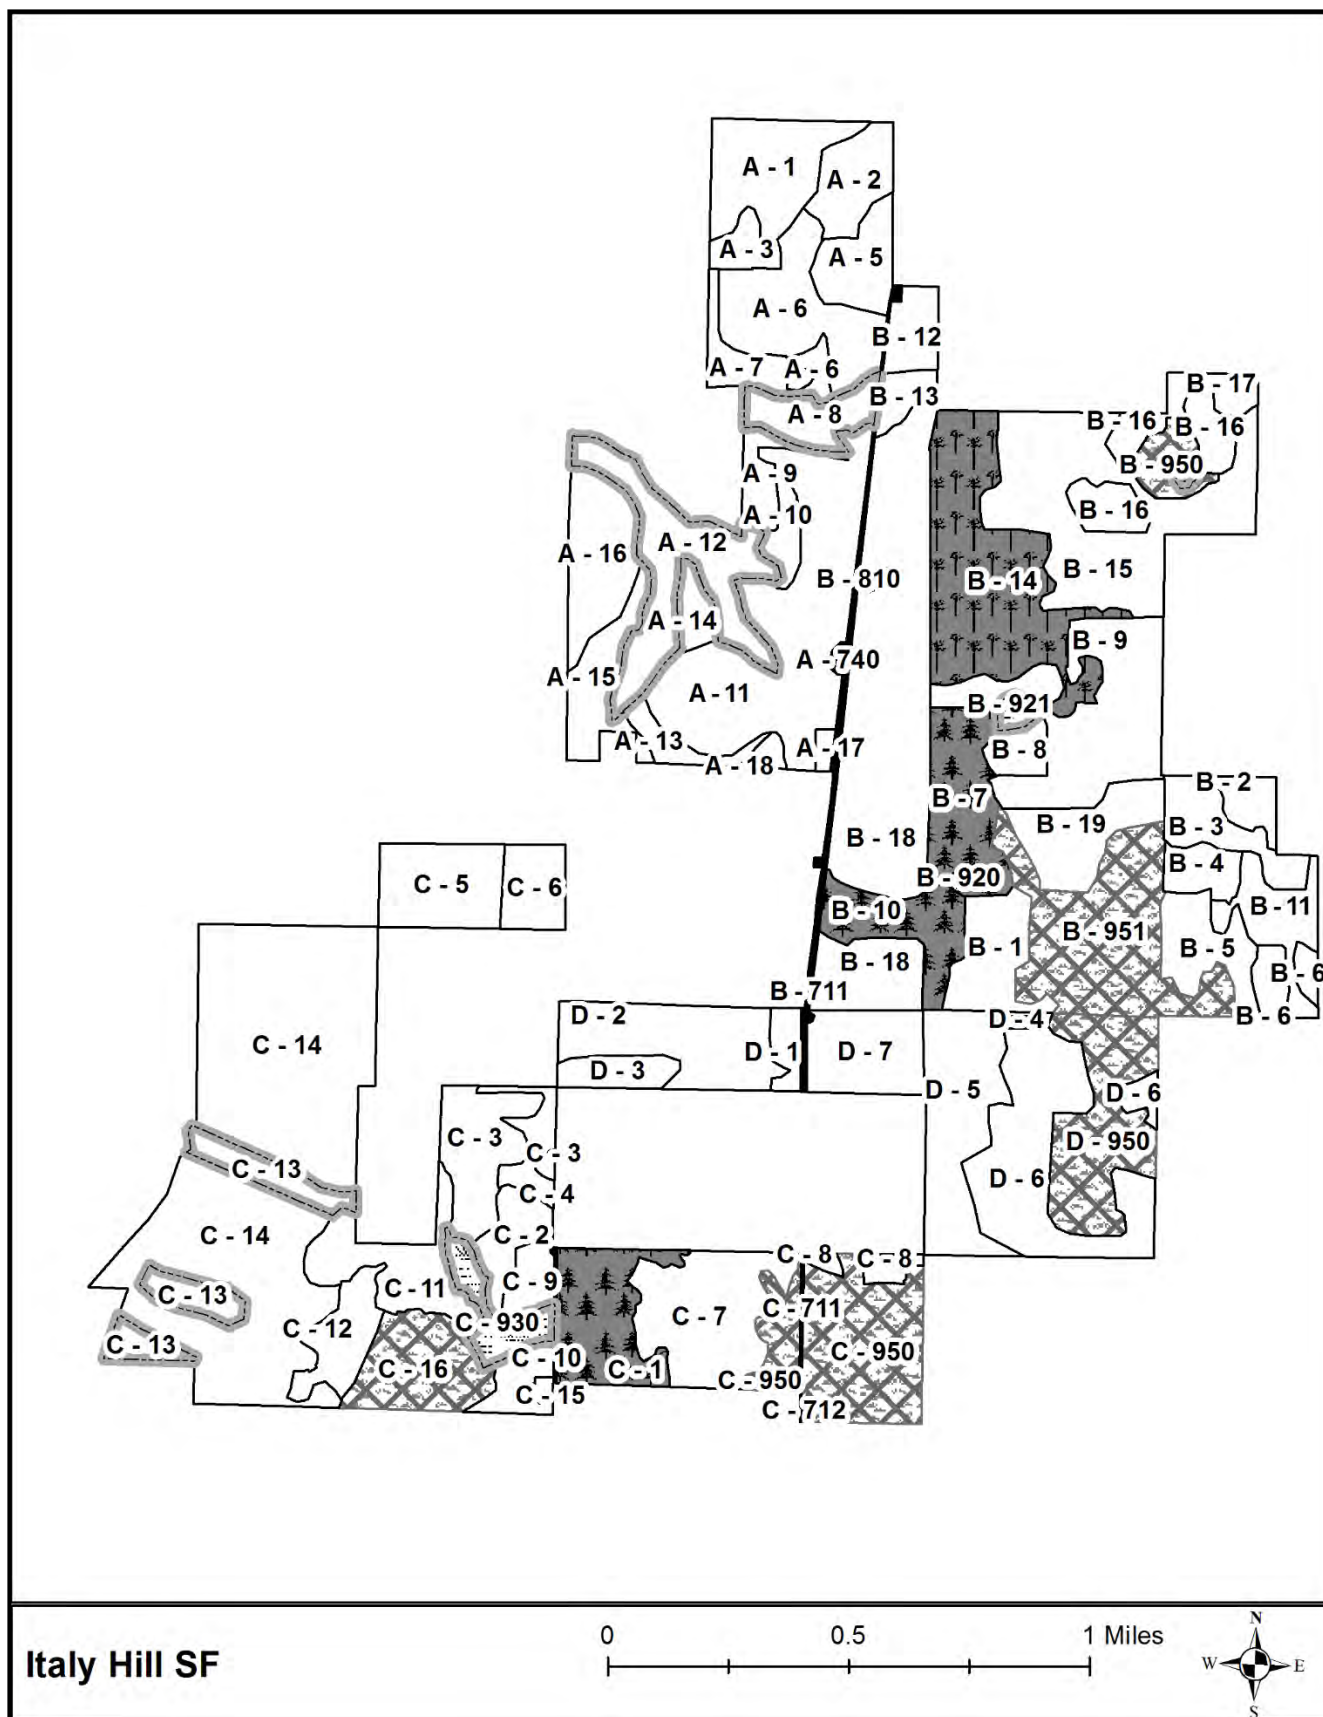 A - 1
A - 2
A - 3
A - 5
A - 6
B - 12
A - 7
A - 6
B - 17
B - 13
A - 8
B - 16
B - 16
B - 950
A - 9
B - 16
A - 10
A - 12
A - 16
B - 15
B - 810
B - 14
A - 14
B - 9
A - 740
A - 15
A - 11
B - 921
A - 13
A - 17
B - 8
A - 18
B - 2
B - 7
B - 19
B - 3
B - 18
B - 4
C - 5
C - 6
B - 920
B - 11
B - 10
B - 951
B - 1
B - 5
B - 18
B - 6
B - 711
D - 2
D - 4
B - 6
C - 14
D - 1
D - 7
D - 3
D - 5
D - 6
C - 3
D - 950
C - 3
C - 13
D - 6
C - 4
C - 14
C - 2
C - 8
C - 8
C - 9
C - 11
C - 13
C - 711
C - 7
C - 930
C - 12
C - 13
C - 950
C - 10
C - 16
C - 1
C - 950
C - 15
C - 712
Italy Hill SF
0 0.5 1 Miles
N
W E
S